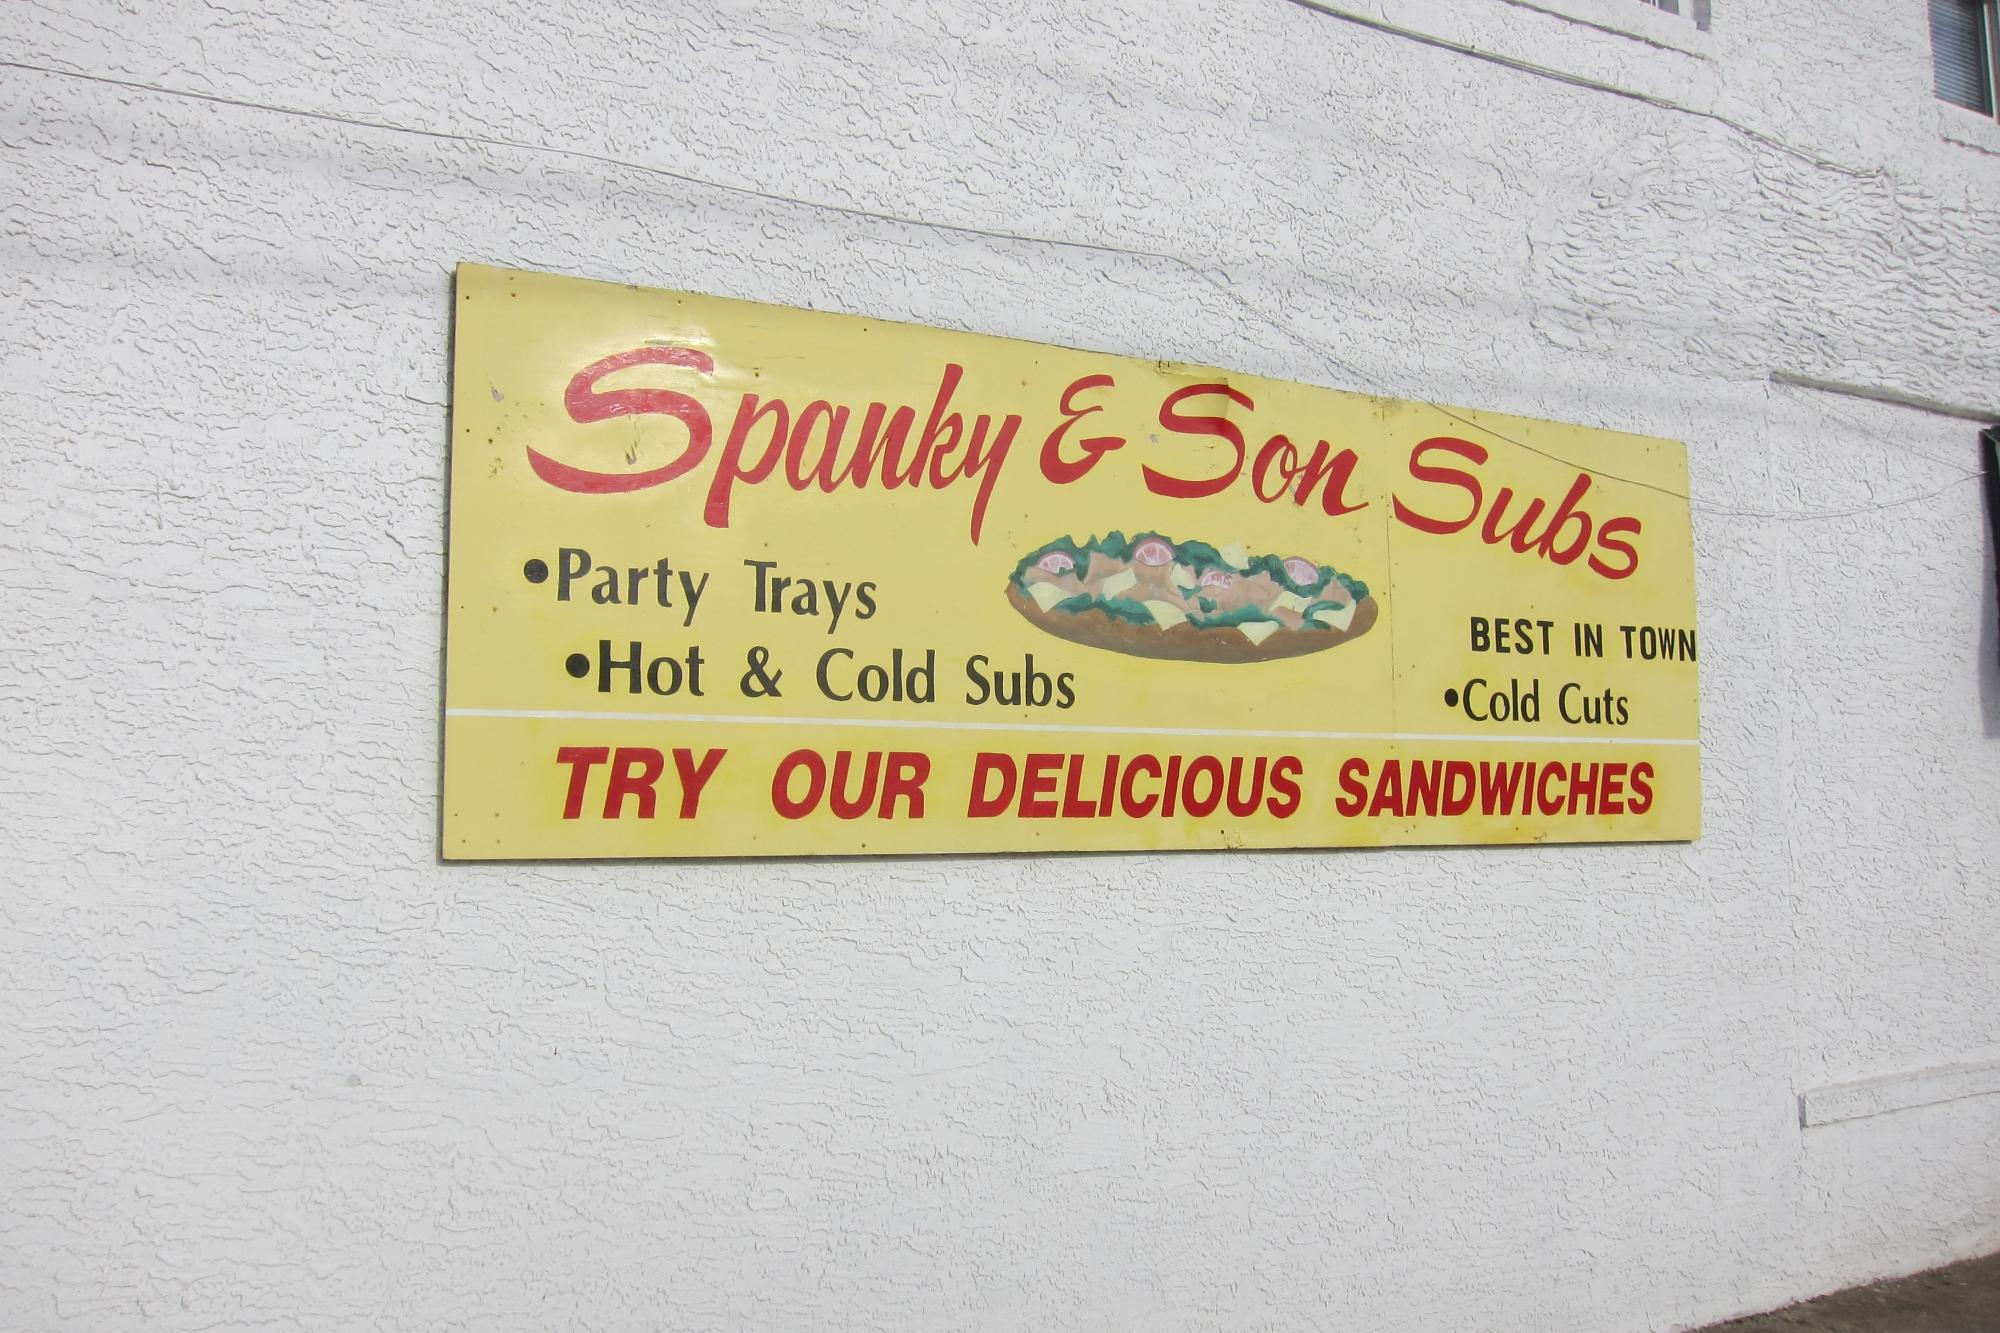 Spanky & Son Subs
•Party Trays
•Hot & Cold Subs
BEST IN TOWN
•Cold Cuts
TRY OUR DELICIOUS SANDWICHES